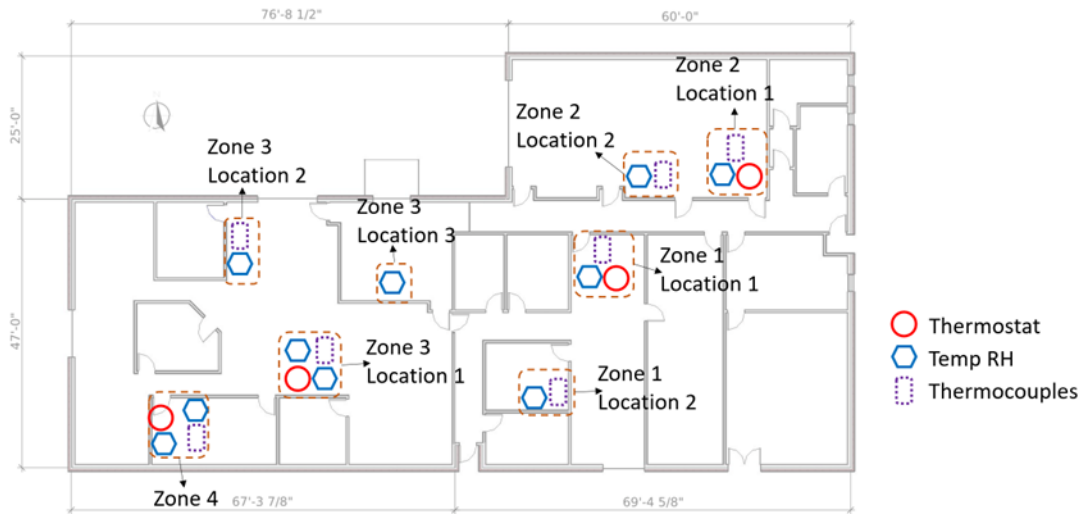 76'-8 1/2"
60'-0"
25'-0"
Zone 2
Location 1
Zone 2
Location 2
Zone 3
Location 2
Zone 3
Location 3
Zone 1
Location 1
47'-0"
Zone 3
Location 1
Zone 1
Location 2
Thermostat
Temp RH
Thermocouples
Zone 4
67'-3 7/8"
69'-4 5/8"